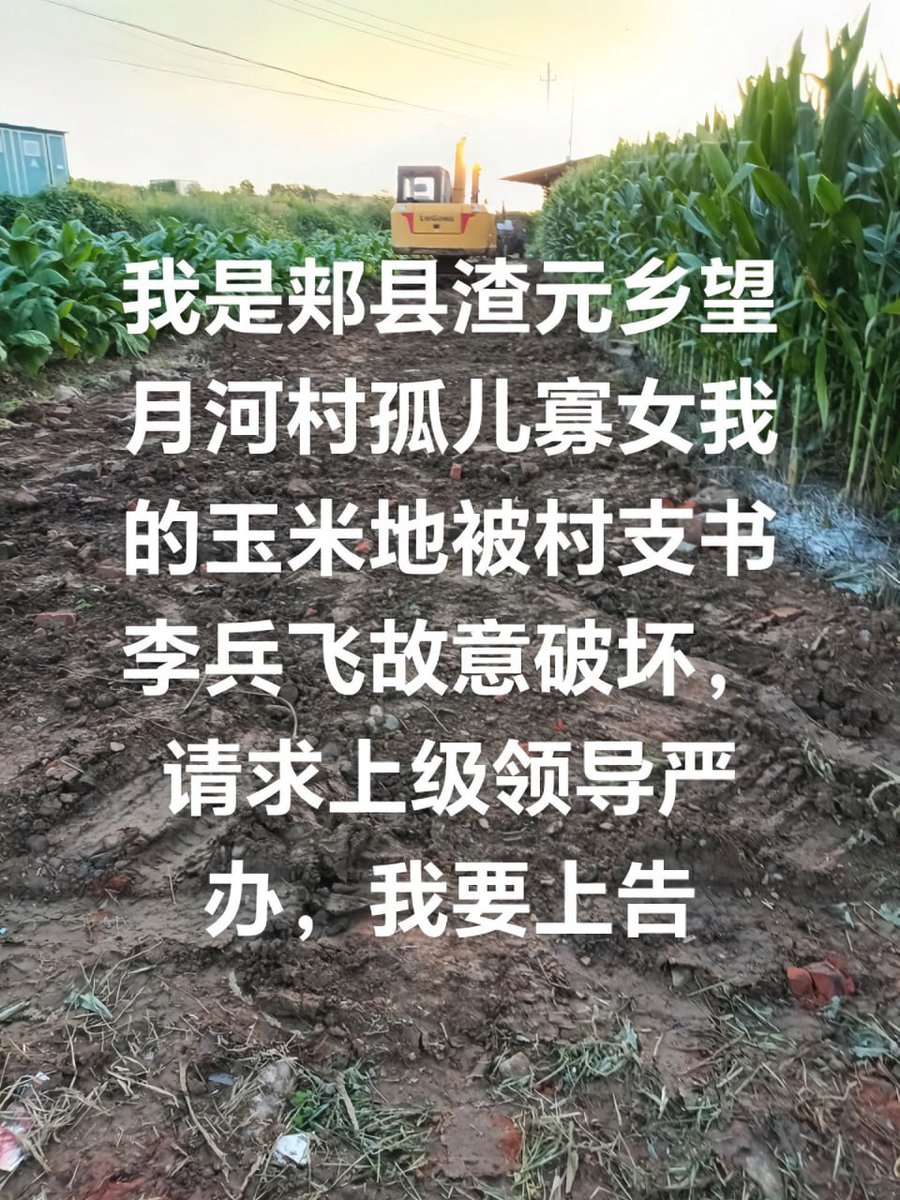 LiuGong
我是郏县渣元乡望
月河村孤儿寡女我
的玉米地被村支书
李兵飞故意破坏，
请求上级领导严
办，我要上告